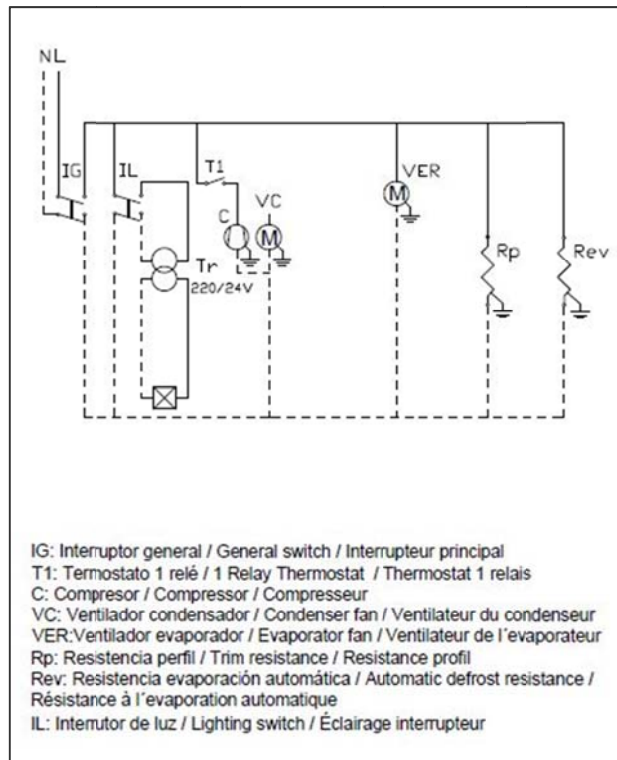 NL
IG
IL
T1
VER
C
VC
M
M
Tr
220/24V
Rp
Rev
IG: Interruptor general / General switch / Interrupteur principal
T1: Termostato 1 relé / 1 Relay Thermostat / Thermostat 1 relais
C: Compresor / Compressor / Compresseur
VC: Ventilador condensador / Condenser fan / Ventilateur du condenseur
VER:Ventilador evaporador / Evaporator fan / Ventilateur de l´evaporateur
Rp: Resistencia perfil / Trim resistance / Resistance profil
Rev: Resistencia evaporación automática / Automatic defrost resistance /
Résistance à l´evaporation automatique
IL: Interrutor de luz / Lighting switch / Éclairage interrupteur